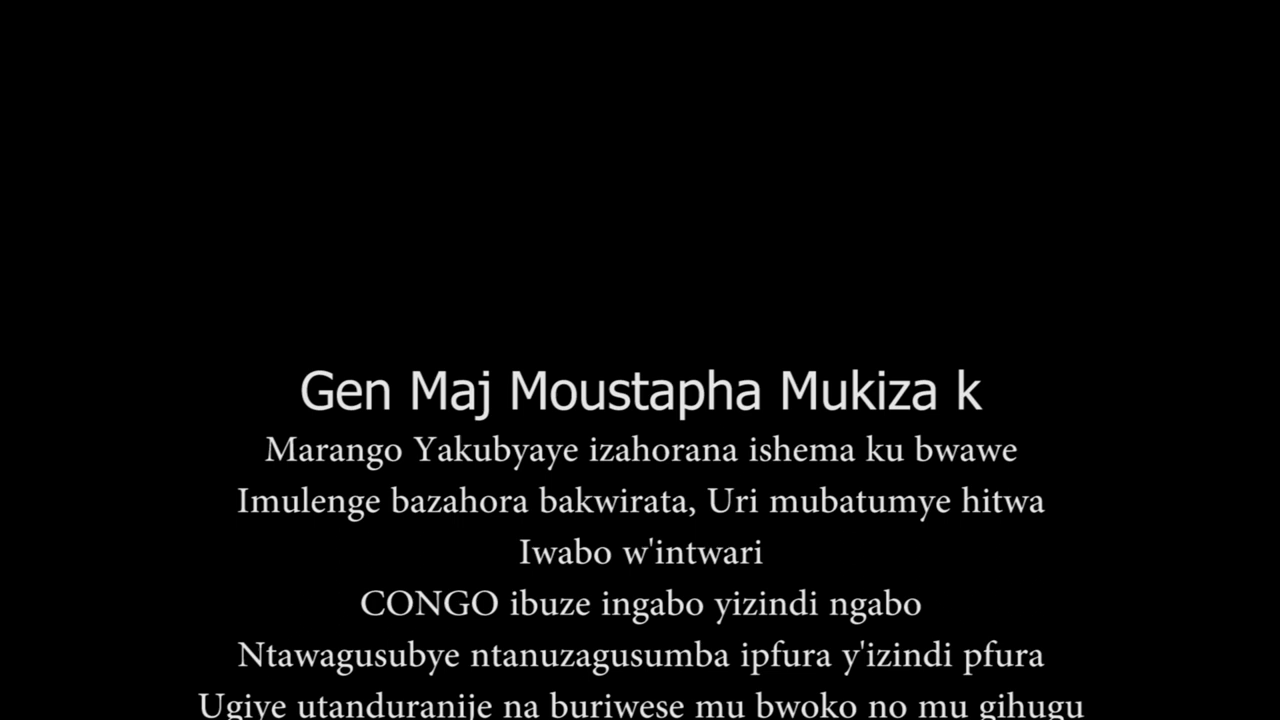 Gen Maj Moustapha Mukiza k
Marango Yakubyaye izahorana ishema ku bwawe
Imulenge bazahora bakwirata, Uri mubatumye hitwa
Iwabo w'intwari
CONGO ibuze ingabo yizindi ngabo
Ntawagusubye ntanuzagusumba ipfura y'izindi pfura
Ugiye utanduranije na buriwese mu bwoko no mu gihugu